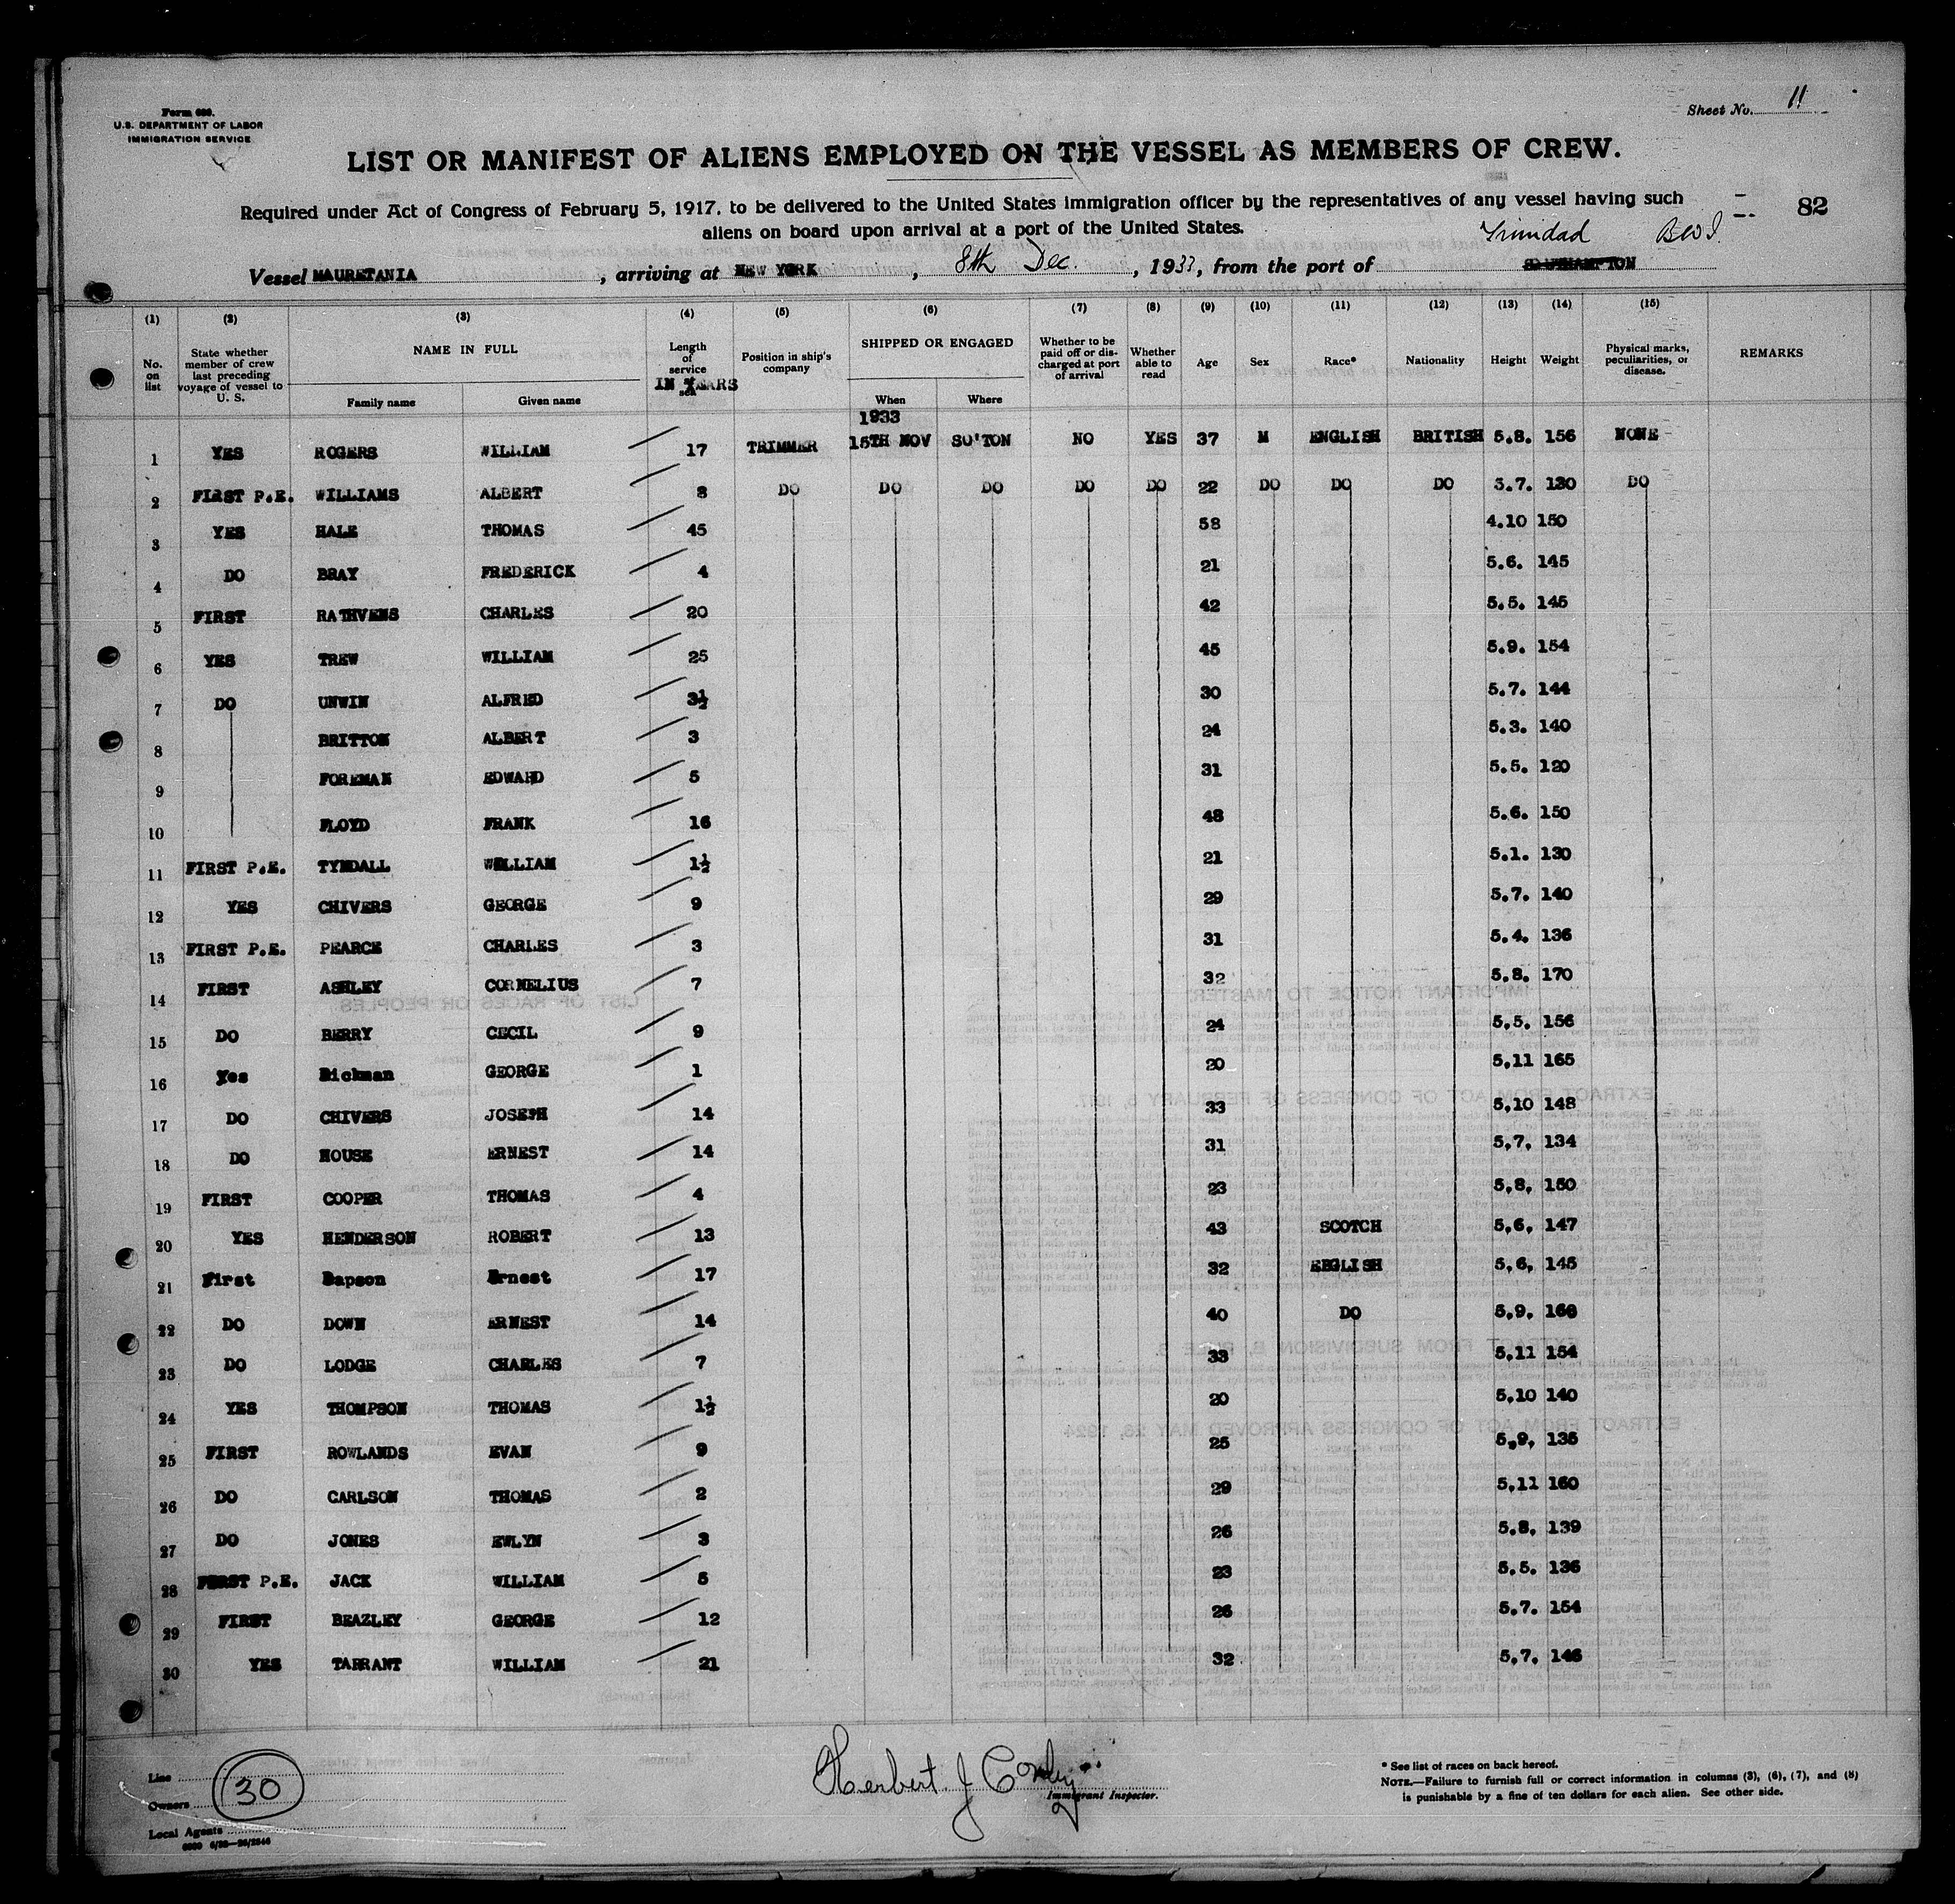 Form 680.
U.S. DEPARTMENT OF LABOR
IMMIGRATION SERVICE
Sheet No. 11
LIST OR MANIFEST OF ALIENS EMPLOYED ON THE VESSEL AS MEMBERS OF CREW.
Required under Act of Congress of February 5, 1917, to be delivered to the United States immigration officer by the representatives of any vessel having such
aliens on board upon arrival at a port of the United States.
82
Trinidad BWI.
Vessel MAURETANIA, arriving at NEW YORK, 8th Dec., 1933, from the port of SOUTHAMPTON
(1) (2) (3) (4) (5) (6) (7) (8) (9) (10) (11) (12) (13) (14) (15)
No. on list State whether member of crew last preceding voyage of vessel to U. S. NAME IN FULL Family name Given name Length of service IN YEARS sea Position in ship's company SHIPPED OR ENGAGED When Where Whether to be paid off or discharged at port of arrival Whether able to read Age Sex Race* Nationality Height Weight Physical marks, peculiarities, or disease. REMARKS
1933
1 YES ROGERS WILLIAM 17 TRIMMER 15TH NOV SO'TON NO YES 37 M ENGLISH BRITISH 5.8. 156 NONE
2 FIRST P.E. WILLIAMS ALBERT 8 DO DO DO DO DO 22 DO DO DO 5.7. 130 DO
3 YES HALE THOMAS 45 58 4.10 150
4 DO BRAY FREDERICK 4 21 5.6. 145
5 FIRST RATHVENS CHARLES 20 42 5.5. 145
6 YES TREW WILLIAM 25 45 5.9. 154
7 DO UNWIN ALFRED 3½ 30 5.7. 144
8 BRITTON ALBERT 3 24 5.3. 140
9 FOREMAN EDWARD 5 31 5.5. 120
10 FLOYD FRANK 16 48 5.6. 150
11 FIRST P.E. TYNDALL WILLIAM 1½ 21 5.1. 130
12 YES CHIVERS GEORGE 9 29 5.7. 140
13 FIRST P.E. PEARCE CHARLES 3 31 5.4. 136
14 FIRST ASHLEY CORNELIUS 7 32 5.8. 170
15 DO BERRY CECIL 9 24 5.5. 156
16 Yes Rickman GEORGE 1 20 5,11 165
17 DO CHIVERS JOSEPH 14 33 5,10 148
18 DO HOUSE ERNEST 14 31 5,7, 134
19 FIRST COOPER THOMAS 4 23 5,8, 150
20 YES HENDERSON ROBERT 13 43 SCOTCH 5,6, 147
21 First Dapson Ernest 17 32 EEGLISH 5,6, 145
22 DO DOWN ERNEST 14 40 DO 5,9, 166
23 DO LODGE CHARLES 7 33 5,11 154
24 YES THOMPSON THOMAS 1½ 20 5,10 140
25 FIRST ROWLANDS EVAN 9 25 5,9, 135
26 DO CARLSON THOMAS 2 29 5,11 160
27 DO JONES EWLYN 3 26 5.8, 139
28 FIRST P.E. JACK WILLIAM 5 23 5.5. 136
29 FIRST BEAZLEY GEORGE 12 26 5.7. 154
30 YES TARRANT WILLIAM 21 32 5.7. 146
Line
Owners
30
Local Agents
Herbert J Conley
Immigrant Inspector.
* See list of races on back hereof.
NOTE.—Failure to furnish full or correct information in columns (3), (6), (7), and (8)
is punishable by a fine of ten dollars for each alien. See other side.